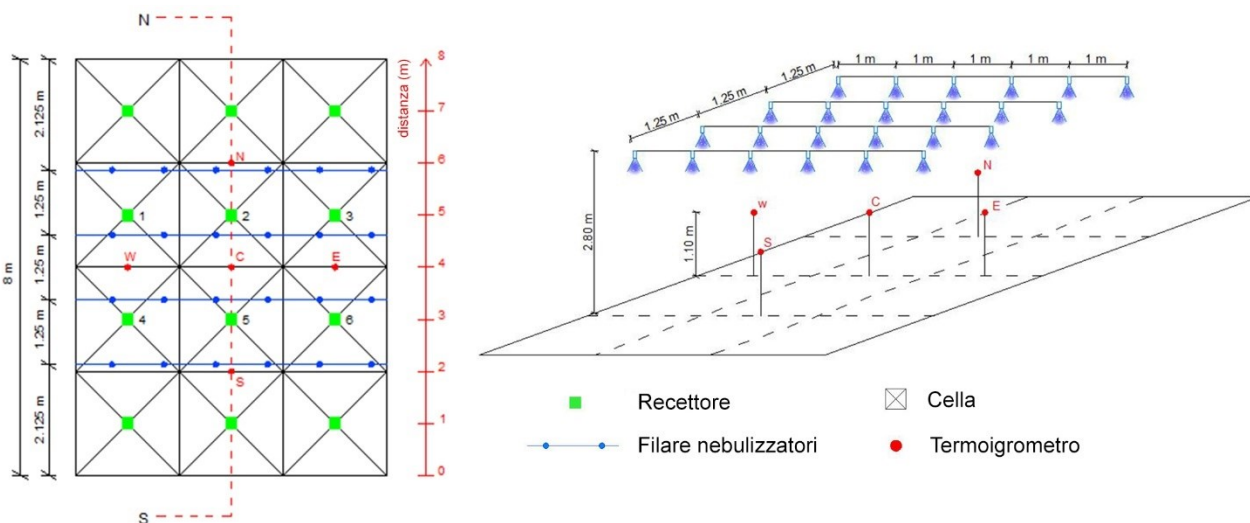 N
8 m
2.125 m
1.25 m
1.25 m
1.25 m
2.125 m
N
1
2
3
W
C
E
4
5
6
S
S
distanza (m)
8
7
6
5
4
3
2
1
0
1 m
1 m
1 m
1 m
1 m
1.25 m
1.25 m
1.25 m
2.80 m
1.10 m
N
w
C
E
S
Recettore
Cella
Filare nebulizzatori
Termoigrometro